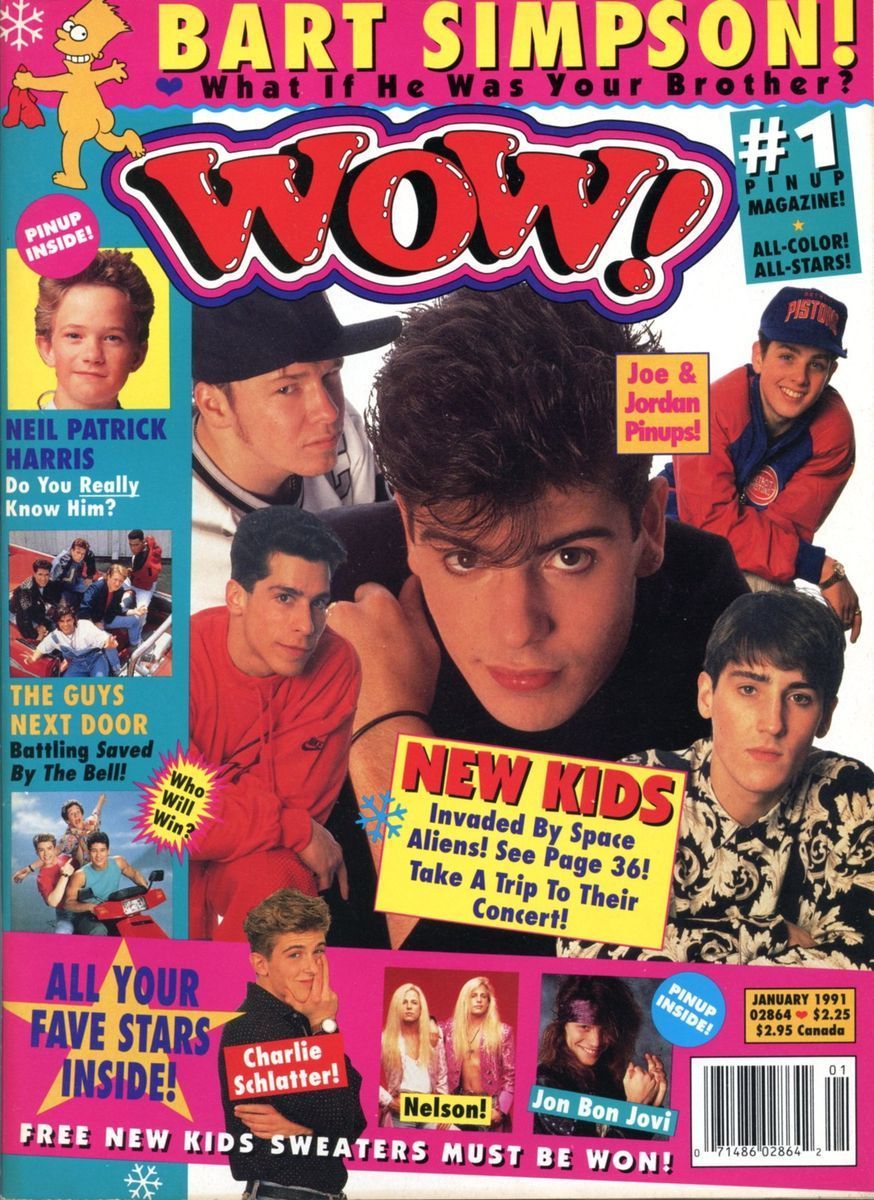 BART SIMPSON!
What If He Was Your Brother?
WOW!
#1
PINUP
MAGAZINE!
ALL-COLOR!
ALL-STARS!
PINUP
INSIDE!
NEIL PATRICK
HARRIS
Do You Really
Know Him?
Joe &
Jordan
Pinups!
PISTONS
THE GUYS
NEXT DOOR
Battling Saved
By The Bell!
Who
Will
Win?
NEW KIDS
Invaded By Space
Aliens! See Page 36!
Take A Trip To Their
Concert!
ALL YOUR
FAVE STARS
INSIDE!
Charlie
Schlatter!
Nelson!
Jon Bon Jovi
PINUP
INSIDE!
JANUARY 1991
02864 ❤ $2.25
$2.95 Canada
01
0 71486 02864 2
FREE NEW KIDS SWEATERS MUST BE WON!